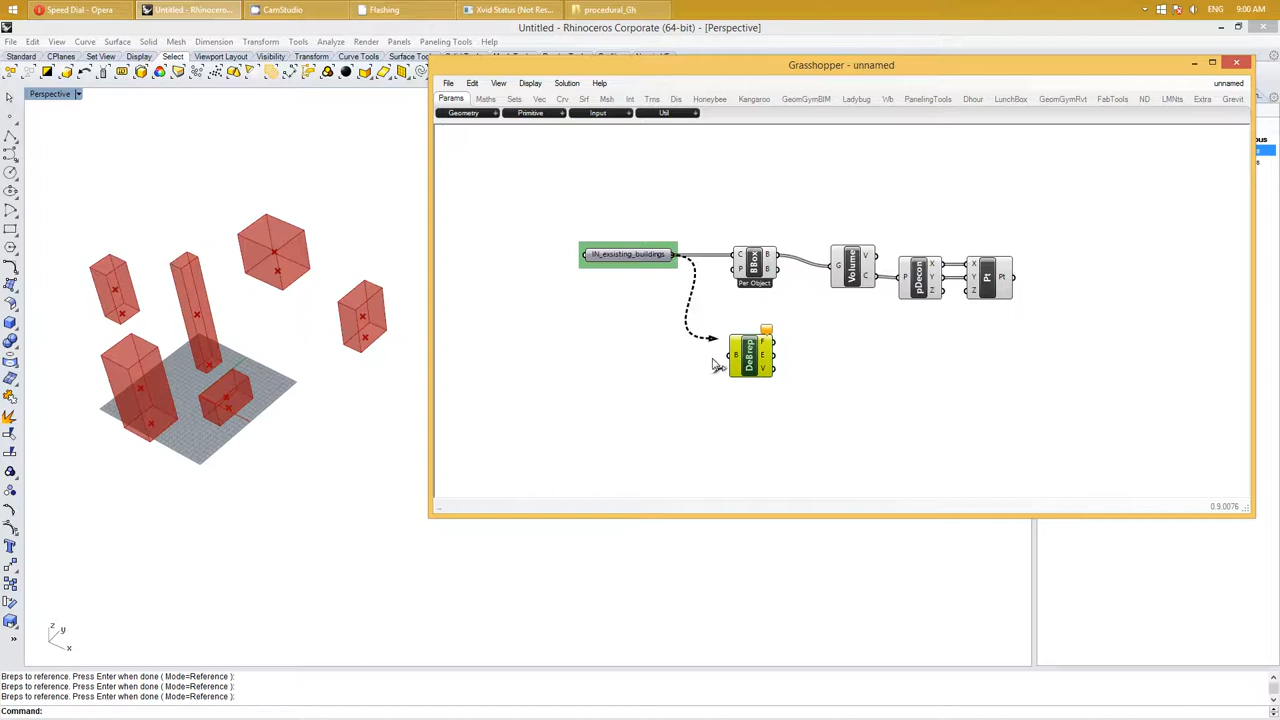 Speed Dial - Opera
Untitled - Rhinoceros...
CamStudio
Flashing
Xvid Status (Not Res...
procedural_Gh
ENG
9:00 AM
Untitled - Rhinoceros Corporate (64-bit) - [Perspective]
File Edit View Curve Surface Solid Mesh Dimension Transform Tools Analyze Render Panels Paneling Tools Help
Standard CPlanes Set View Display Select Viewport Layout Visibility Transform Curve Tools Surface Tools
Perspective
Grasshopper - unnamed
File Edit View Display Solution Help
unnamed
Params Maths Sets Vec Crv Srf Msh Int Trns Dis Honeybee Kangaroo GeomGymBIM Ladybug Wb PanelingTools Dhour LunchBox GeomGymRvt FabTools ND LMNts Extra Grevit
Geometry Primitive Input Util
IN_exsisting_buildings
C P BBox B B
Per Object
G Volume V C
P pDecon X Y Z
X Y Z Pt Pt
B DeBrep F E V
0.9.0076
z
y
x
Breps to reference. Press Enter when done ( Mode=Reference ):
Breps to reference. Press Enter when done ( Mode=Reference ):
Breps to reference. Press Enter when done ( Mode=Reference ):
Command: